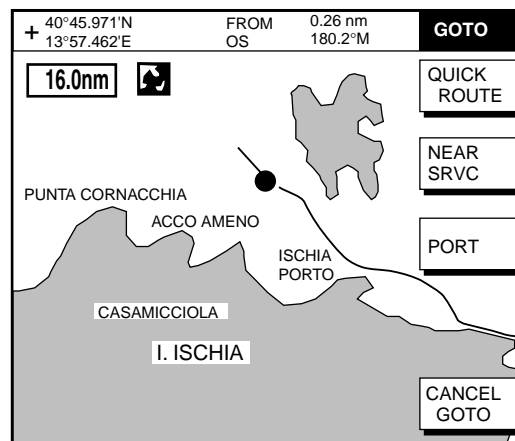 + 40°45.971'N FROM 0.26 nm
13°57.462'E OS 180.2°M
GOTO
16.0nm
QUICK
ROUTE
NEAR
SRVC
PUNTA CORNACCHIA
ACCO AMENO
ISCHIA
PORTO
PORT
CASAMICCIOLA
I. ISCHIA
CANCEL
GOTO